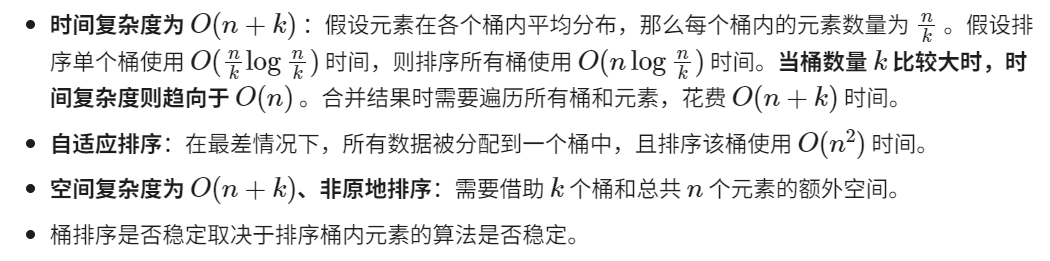 • 时间复杂度为 O(n + k) ：假设元素在各个桶内平均分布，那么每个桶内的元素数量为 n/k 。假设排
序单个桶使用 O(n/k log n/k) 时间，则排序所有桶使用 O(n log n/k) 时间。当桶数量 k 比较大时，时
间复杂度则趋向于 O(n) 。合并结果时需要遍历所有桶和元素，花费 O(n + k) 时间。
• 自适应排序：在最差情况下，所有数据被分配到一个桶中，且排序该桶使用 O(n²) 时间。
• 空间复杂度为 O(n + k)、非原地排序：需要借助 k 个桶和总共 n 个元素的额外空间。
• 桶排序是否稳定取决于排序桶内元素的算法是否稳定。